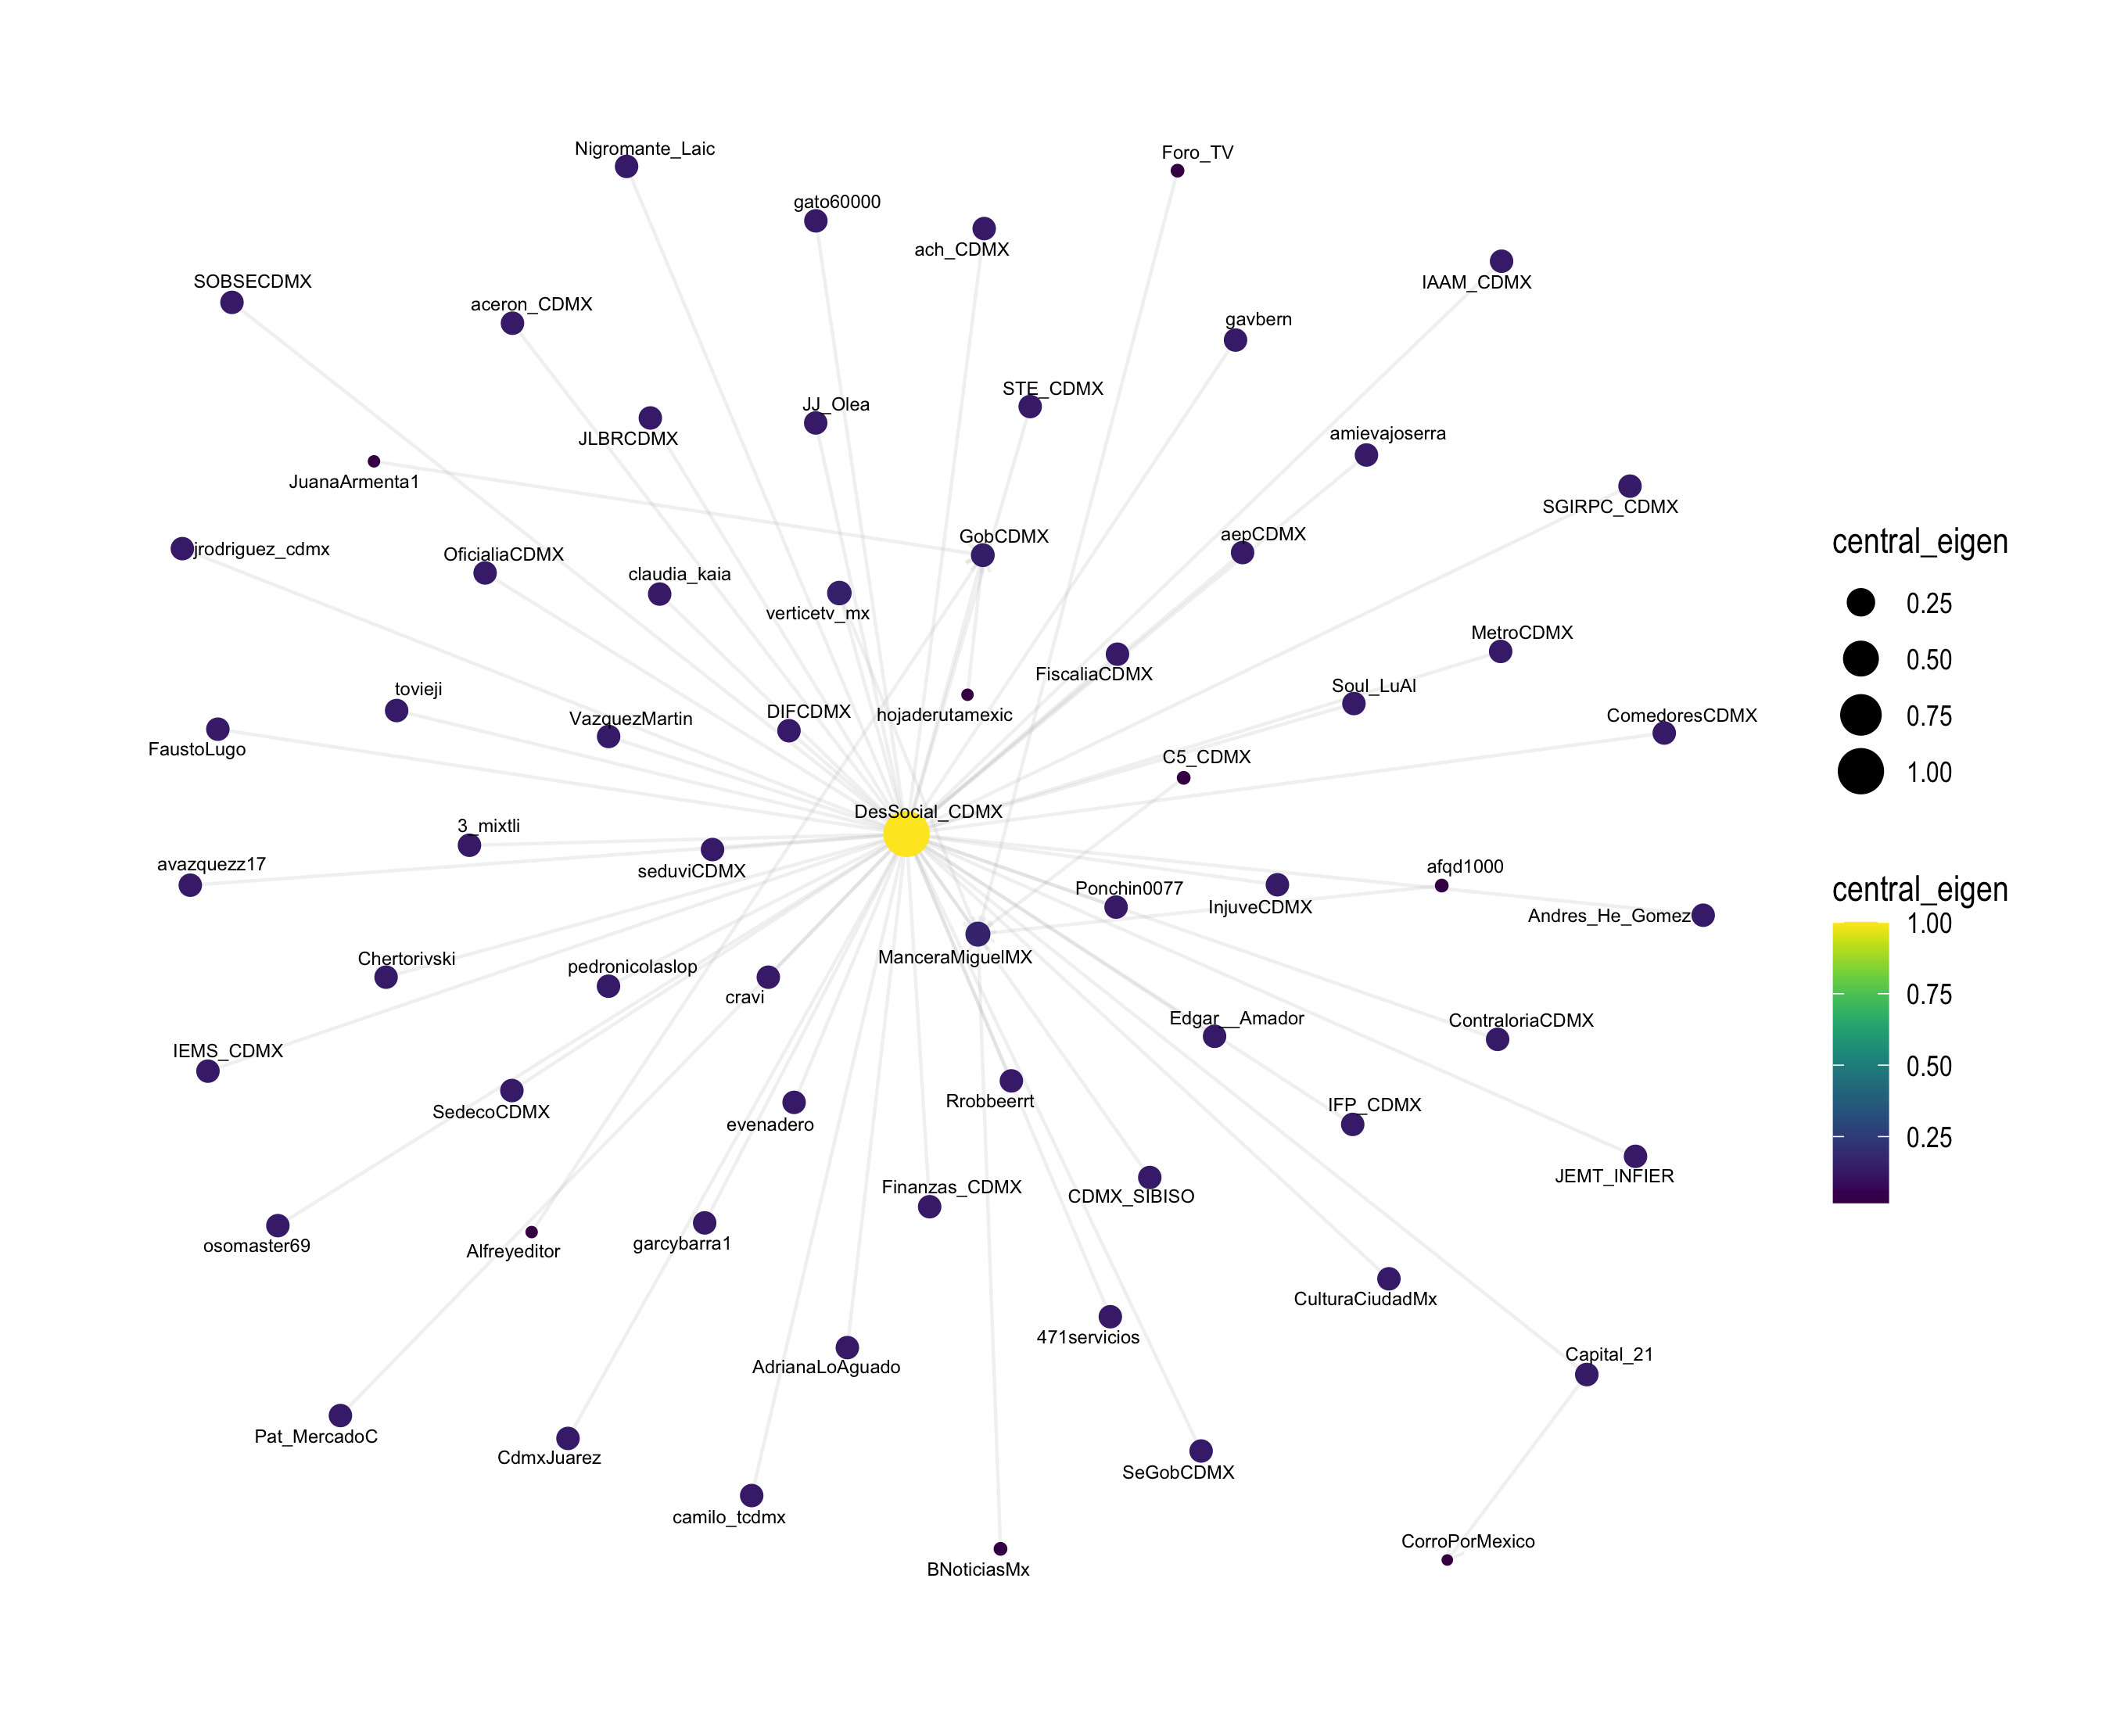 Nigromante_Laic
Foro_TV
gato60000
ach_CDMX
IAAM_CDMX
SOBSECDMX
aceron_CDMX
gavbern
STE_CDMX
JJ_Olea
JLBRCDMX
amievajoserra
JuanaArmenta1
SGIRPC_CDMX
GobCDMX
aepCDMX
jrodriguez_cdmx
OficialiaCDMX
claudia_kaia
verticetv_mx
MetroCDMX
FiscaliaCDMX
Soul_LuAl
tovieji
DIFCDMX
hojaderutamexic
VazquezMartin
ComedoresCDMX
FaustoLugo
C5_CDMX
DesSocial_CDMX
3_mixtli
avazquezz17
seduviCDMX
afqd1000
Ponchin0077
InjuveCDMX
Andres_He_Gomez
Chertorivski
ManceraMiguelMX
pedronicolaslop
cravi
Edgar__Amador
ContraloriaCDMX
IEMS_CDMX
SedecoCDMX
Rrobbeerrt
IFP_CDMX
evenadero
JEMT_INFIER
Finanzas_CDMX
CDMX_SIBISO
osomaster69
Alfreyeditor
garcybarra1
CulturaCiudadMx
471servicios
Capital_21
AdrianaLoAguado
Pat_MercadoC
CdmxJuarez
SeGobCDMX
camilo_tcdmx
CorroPorMexico
BNoticiasMx
central_eigen
0.25
0.50
0.75
1.00
central_eigen
1.00
0.75
0.50
0.25